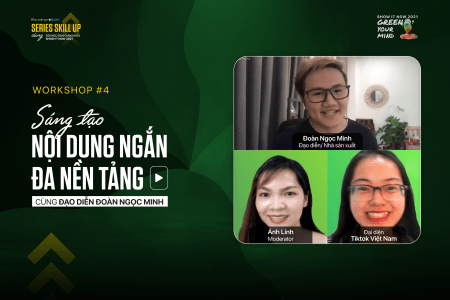 SERIES SKILL UP
SHOW IT NOW 2021
GREEN
YOUR
MIND
WORKSHOP #4
Sáng tạo
NỘI DUNG NGẮN
ĐA NỀN TẢNG
CÙNG ĐẠO DIỄN ĐOÀN NGỌC MINH
Đoàn Ngọc Minh
Đạo diễn/ Nhà sản xuất
Ánh Linh
Moderator
Đại diện
Tiktok Việt Nam